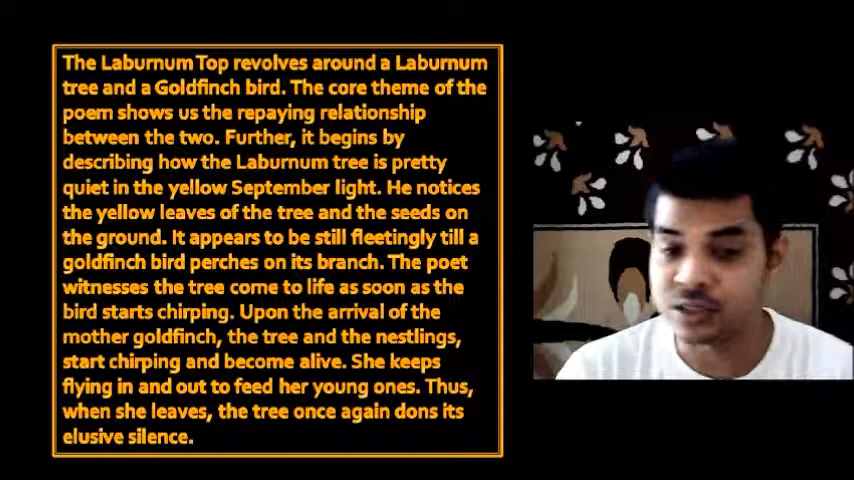 The Laburnum Top revolves around a Laburnum
tree and a Goldfinch bird. The core theme of the
poem shows us the repaying relationship
between the two. Further, it begins by
describing how the Laburnum tree is pretty
quiet in the yellow September light. He notices
the yellow leaves of the tree and the seeds on
the ground. It appears to be still fleetingly till a
goldfinch bird perches on its branch. The poet
witnesses the tree come to life as soon as the
bird starts chirping. Upon the arrival of the
mother goldfinch, the tree and the nestlings,
start chirping and become alive. She keeps
flying in and out to feed her young ones. Thus,
when she leaves, the tree once again dons its
elusive silence.